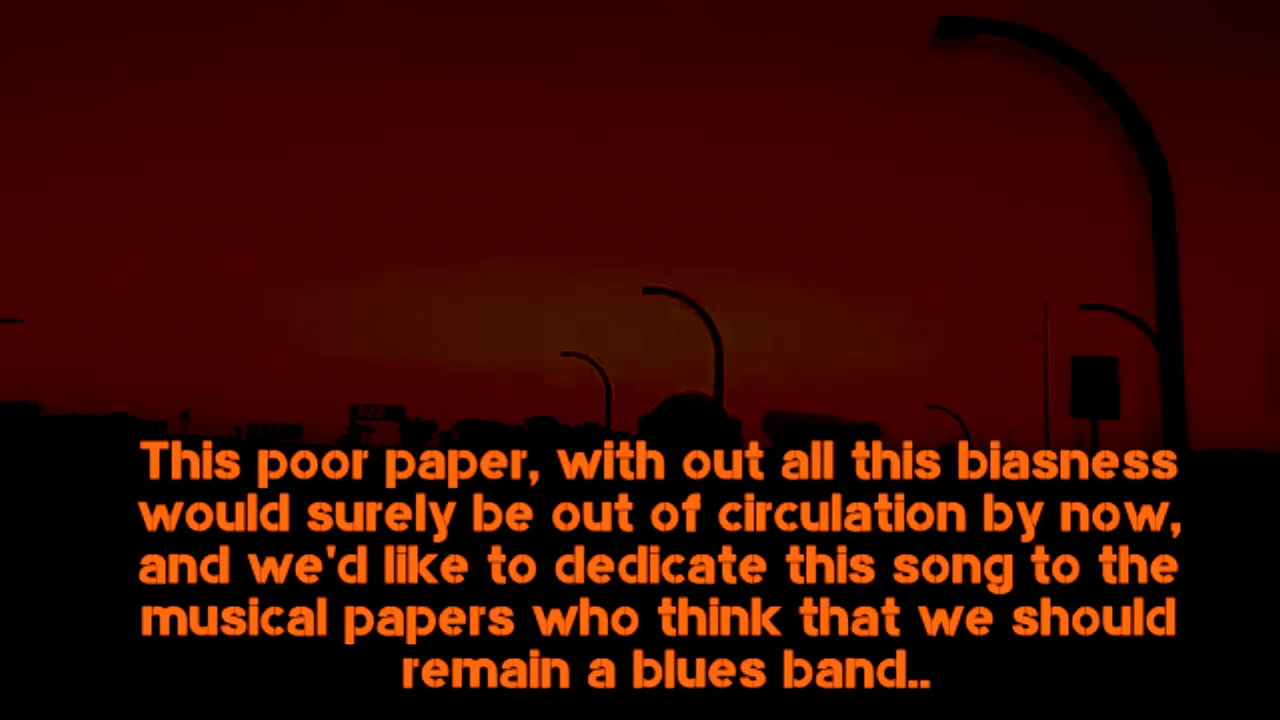 This poor paper, with out all this biasness
would surely be out of circulation by now,
and we'd like to dedicate this song to the
musical papers who think that we should
remain a blues band..